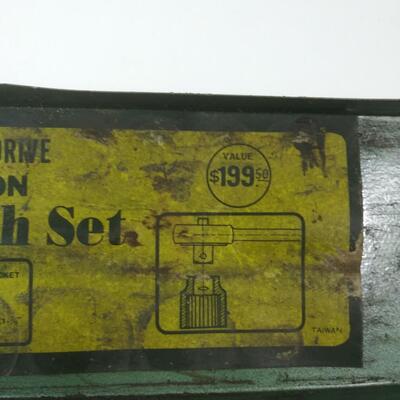 DRIVE
ON
h Set
VALUE
$199.50
TAIWAN